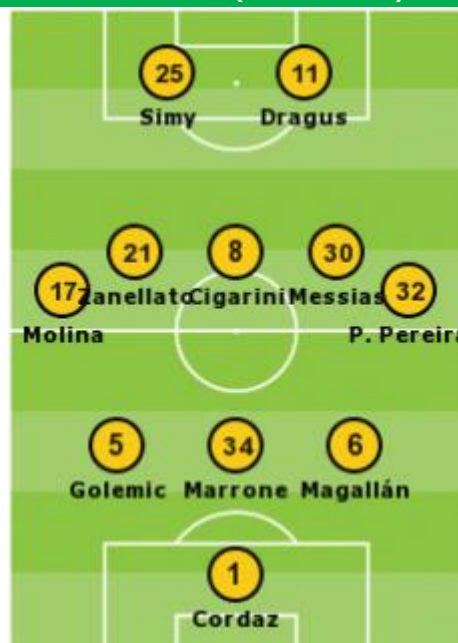 25 11
Simy Dragus
21 8 30
17 Zanellato Cigarini Messias 32
Molina P. Pereira
5 34 6
Golemic Marrone Magallán
1
Cordaz